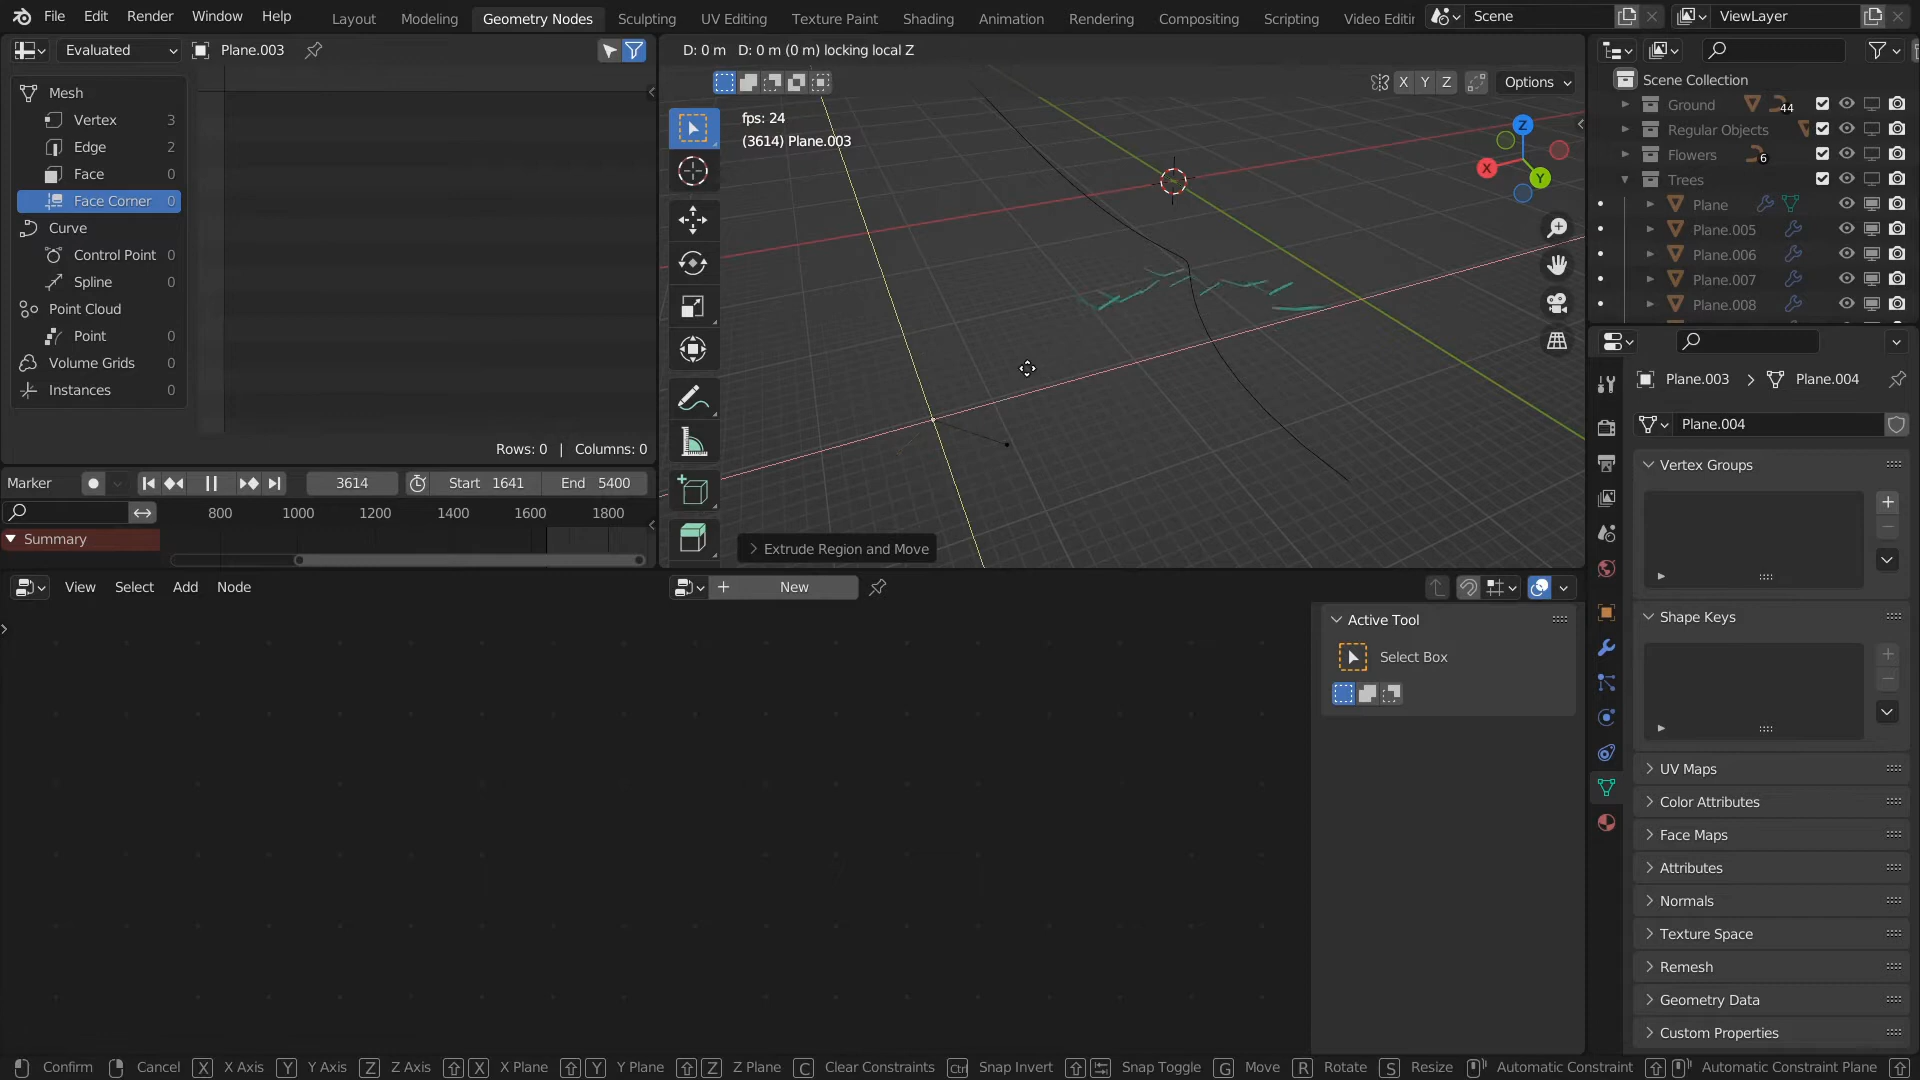 File Edit Render Window Help Layout Modeling Geometry Nodes Sculpting UV Editing Texture Paint Shading Animation Rendering Compositing Scripting Video Editir Scene ViewLayer
Evaluated Plane.003
D: 0 m D: 0 m (0 m) locking local Z
Mesh
Vertex 3
Edge 2
Face 0
Face Corner 0
Curve
Control Point 0
Spline 0
Point Cloud
Point 0
Volume Grids 0
Instances 0
Rows: 0 | Columns: 0
X Y Z Options
fps: 24
(3614) Plane.003
Z
X
Y
Extrude Region and Move
Scene Collection
Ground 44
Regular Objects
Flowers 6
Trees
Plane
Plane.005
Plane.006
Plane.007
Plane.008
Marker 3614 Start 1641 End 5400
800 1000 1200 1400 1600 1800
Summary
View Select Add Node New
Active Tool
Select Box
Plane.003 Plane.004
Plane.004
Vertex Groups
Shape Keys
UV Maps
Color Attributes
Face Maps
Attributes
Normals
Texture Space
Remesh
Geometry Data
Custom Properties
Confirm Cancel X X Axis Y Y Axis Z Z Axis X X Plane Y Y Plane Z Z Plane C Clear Constraints Ctrl Snap Invert Snap Toggle G Move R Rotate S Resize Automatic Constraint Automatic Constraint Plane